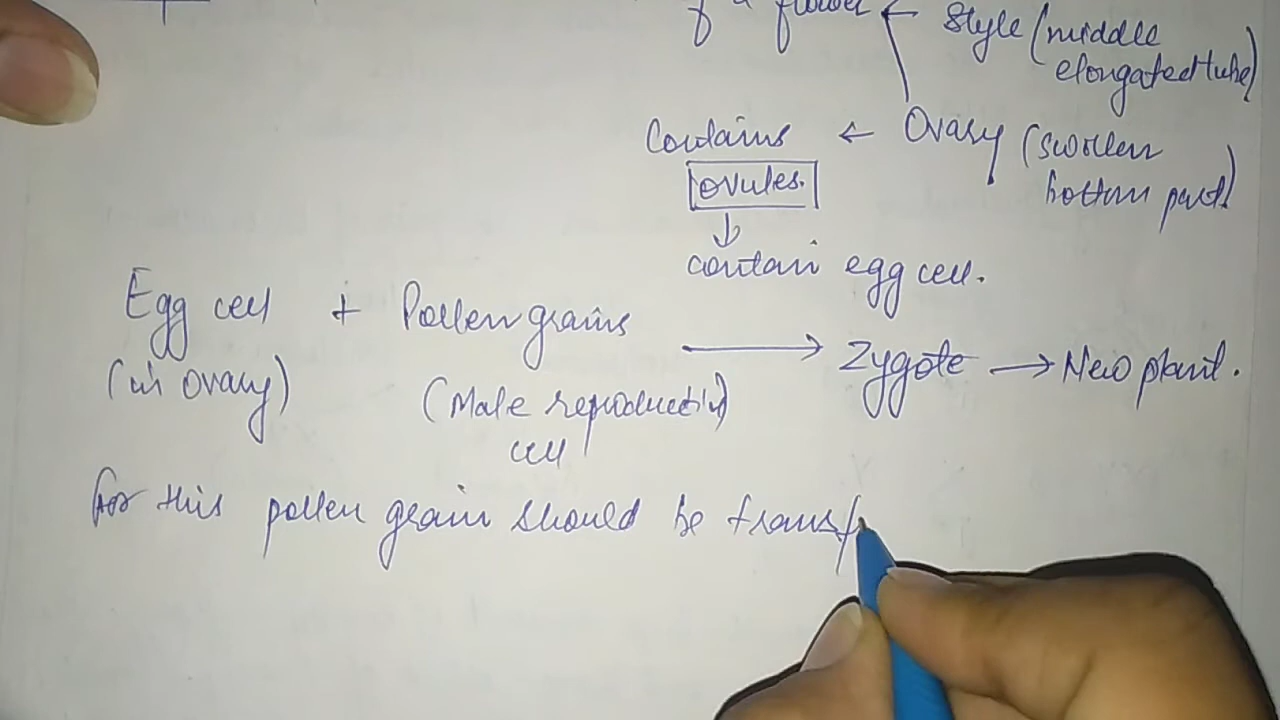 of a flower ← Style (middle
elongated tube)
Contains ← Ovary (swollen
ovules.
bottom part)
contain egg cell.
Egg cell + Pollen grains → Zygote → New plant.
(in ovary) (Male reproductive)
cell
For this pollen grain should be transf